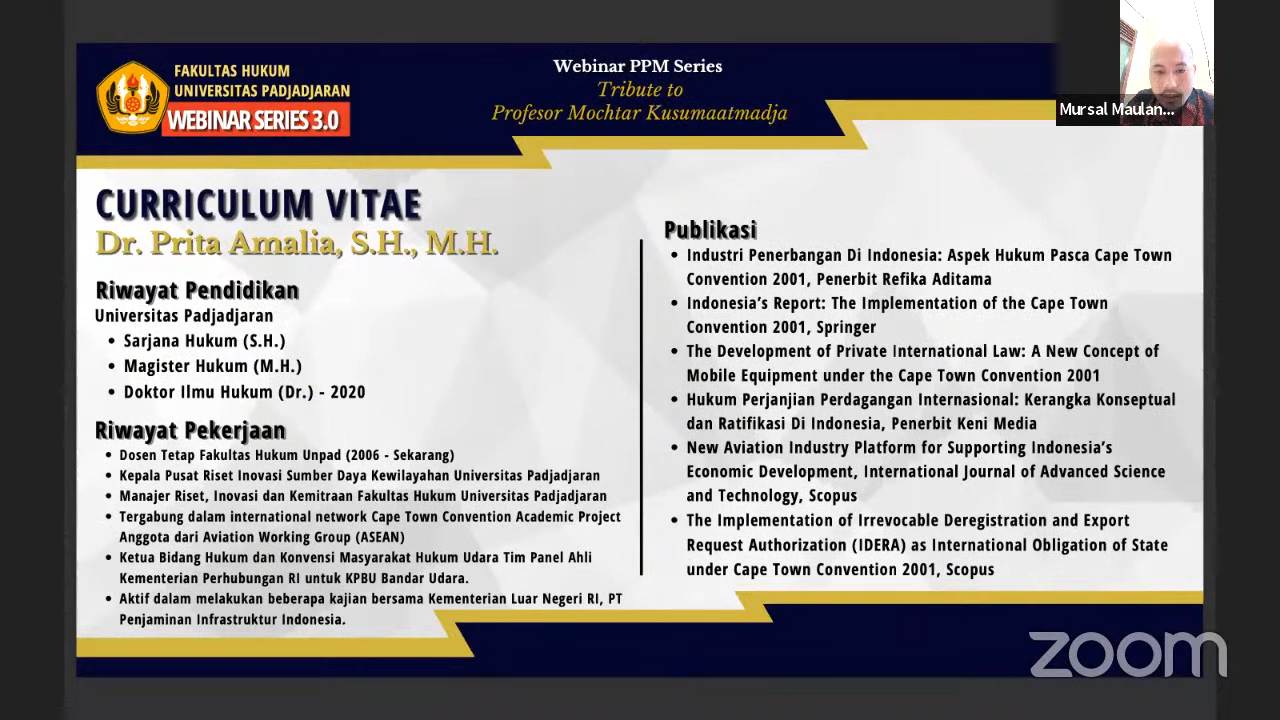 FAKULTAS HUKUM
UNIVERSITAS PADJADJARAN
WEBINAR SERIES 3.0
Webinar PPM Series
Tribute to
Profesor Mochtar Kusumaatmadja
Mursal Maulan...
CURRICULUM VITAE
Dr. Prita Amalia, S.H., M.H.
Riwayat Pendidikan
Universitas Padjadjaran
• Sarjana Hukum (S.H.)
• Magister Hukum (M.H.)
• Doktor Ilmu Hukum (Dr.) - 2020
Riwayat Pekerjaan
• Dosen Tetap Fakultas Hukum Unpad (2006 - Sekarang)
• Kepala Pusat Riset Inovasi Sumber Daya Kewilayahan Universitas Padjadjaran
• Manajer Riset, Inovasi dan Kemitraan Fakultas Hukum Universitas Padjadjaran
• Tergabung dalam international network Cape Town Convention Academic Project
Anggota dari Aviation Working Group (ASEAN)
• Ketua Bidang Hukum dan Konvensi Masyarakat Hukum Udara Tim Panel Ahli
Kementerian Perhubungan RI untuk KPBU Bandar Udara.
• Aktif dalam melakukan beberapa kajian bersama Kementerian Luar Negeri RI, PT
Penjaminan Infrastruktur Indonesia.
Publikasi
• Industri Penerbangan Di Indonesia: Aspek Hukum Pasca Cape Town
Convention 2001, Penerbit Refika Aditama
• Indonesia's Report: The Implementation of the Cape Town
Convention 2001, Springer
• The Development of Private International Law: A New Concept of
Mobile Equipment under the Cape Town Convention 2001
• Hukum Perjanjian Perdagangan Internasional: Kerangka Konseptual
dan Ratifikasi Di Indonesia, Penerbit Keni Media
• New Aviation Industry Platform for Supporting Indonesia's
Economic Development, International Journal of Advanced Science
and Technology, Scopus
• The Implementation of Irrevocable Deregistration and Export
Request Authorization (IDERA) as International Obligation of State
under Cape Town Convention 2001, Scopus
zoom